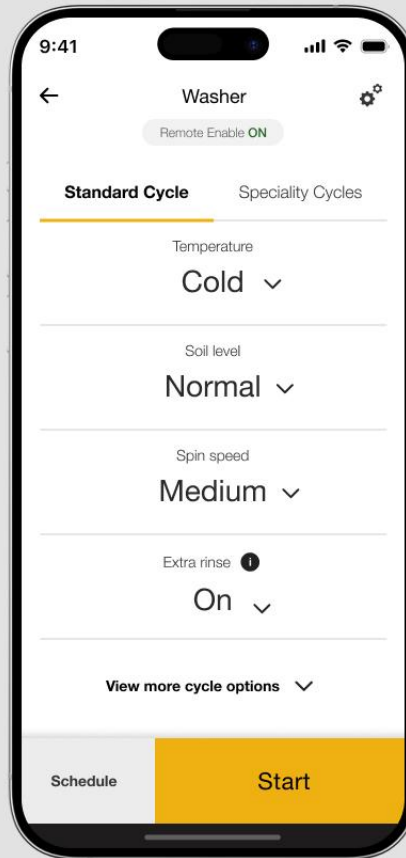 9:41
Washer
Remote Enable ON
Standard Cycle Speciality Cycles
Temperature
Cold
Soil level
Normal
Spin speed
Medium
Extra rinse i
On
View more cycle options
Schedule Start